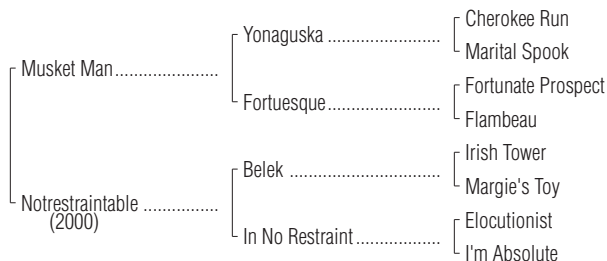 Cherokee Run
Yonaguska ..........................
Marital Spook
Musket Man........................
Fortunate Prospect
Fortuesque..........................
Flambeau
Irish Tower
Belek ...................................
Margie's Toy
Notrestraintable .................
(2000)
Elocutionist
In No Restraint...................
I'm Absolute